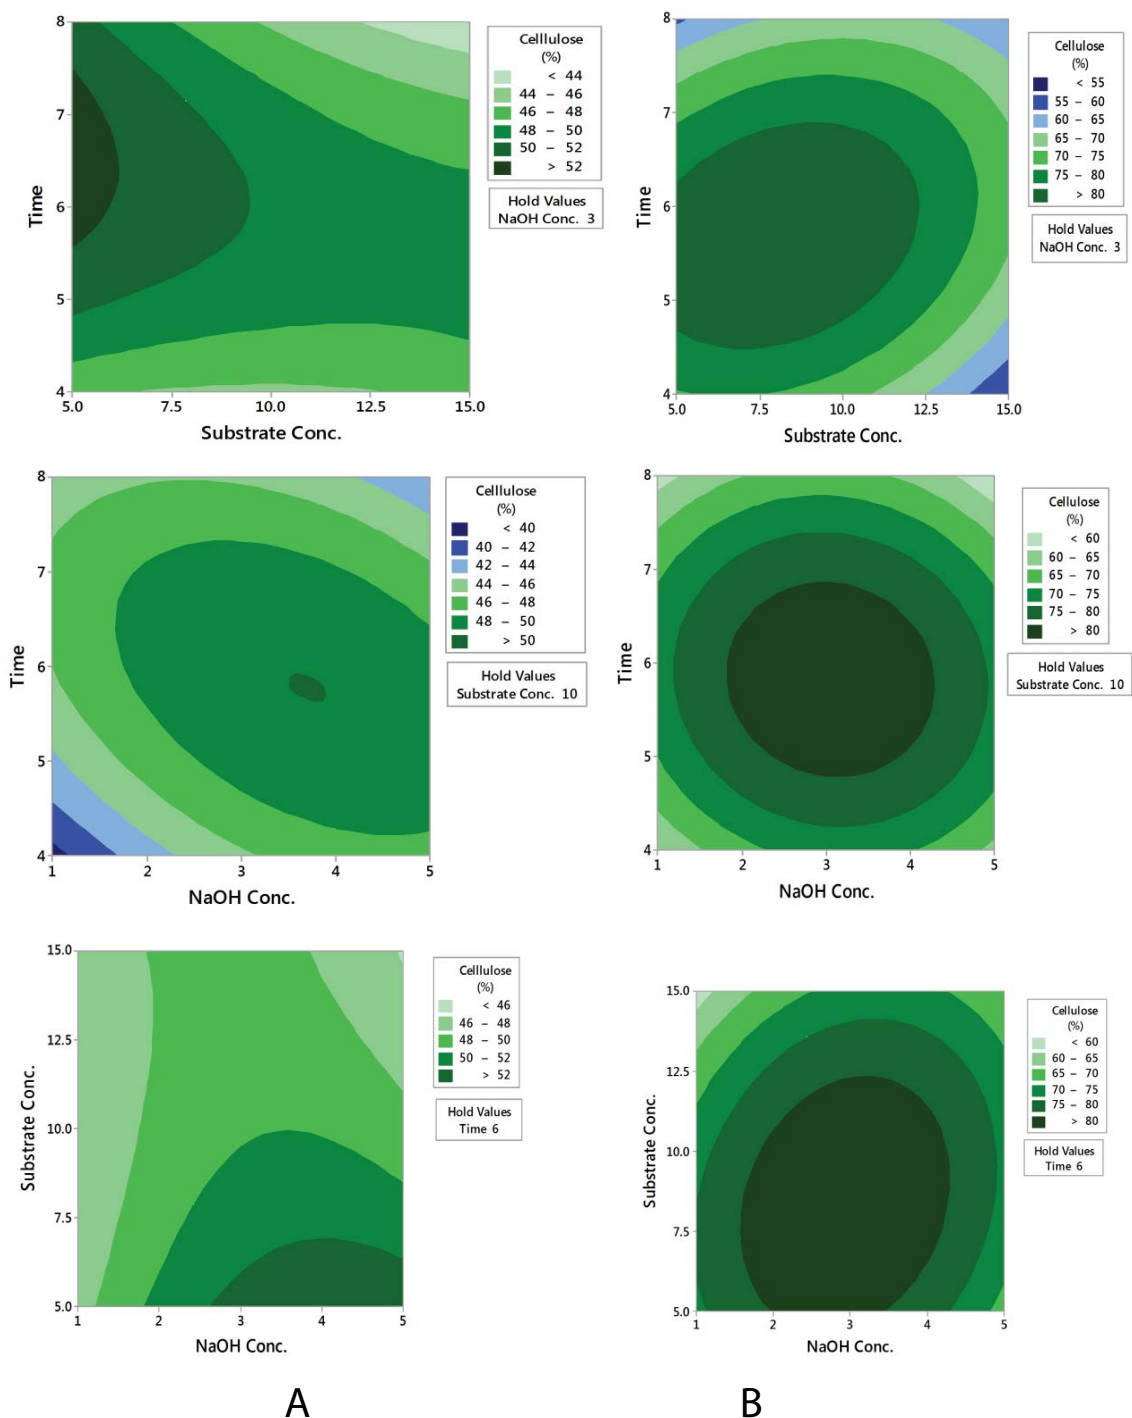 8
7
6
5
4
Time
5.0 7.5 10.0 12.5 15.0
Substrate Conc.
Celllulose
(%)
< 44
44 – 46
46 – 48
48 – 50
50 – 52
> 52
Hold Values
NaOH Conc. 3
8
7
6
5
4
Time
5.0 7.5 10.0 12.5 15.0
Substrate Conc.
Cellulose
(%)
< 55
55 – 60
60 – 65
65 – 70
70 – 75
75 – 80
> 80
Hold Values
NaOH Conc. 3
8
7
6
5
4
Time
1 2 3 4 5
NaOH Conc.
Celllulose
(%)
< 40
40 – 42
42 – 44
44 – 46
46 – 48
48 – 50
> 50
Hold Values
Substrate Conc. 10
8
7
6
5
4
Time
1 2 3 4 5
NaOH Conc.
Cellulose
(%)
< 60
60 – 65
65 – 70
70 – 75
75 – 80
> 80
Hold Values
Substrate Conc. 10
15.0
12.5
10.0
7.5
5.0
Substrate Conc.
1 2 3 4 5
NaOH Conc.
Celllulose
(%)
< 46
46 – 48
48 – 50
50 – 52
> 52
Hold Values
Time 6
15.0
12.5
10.0
7.5
5.0
Substrate Conc.
1 2 3 4 5
NaOH Conc.
Cellulose
(%)
< 60
60 – 65
65 – 70
70 – 75
75 – 80
> 80
Hold Values
Time 6
A
B